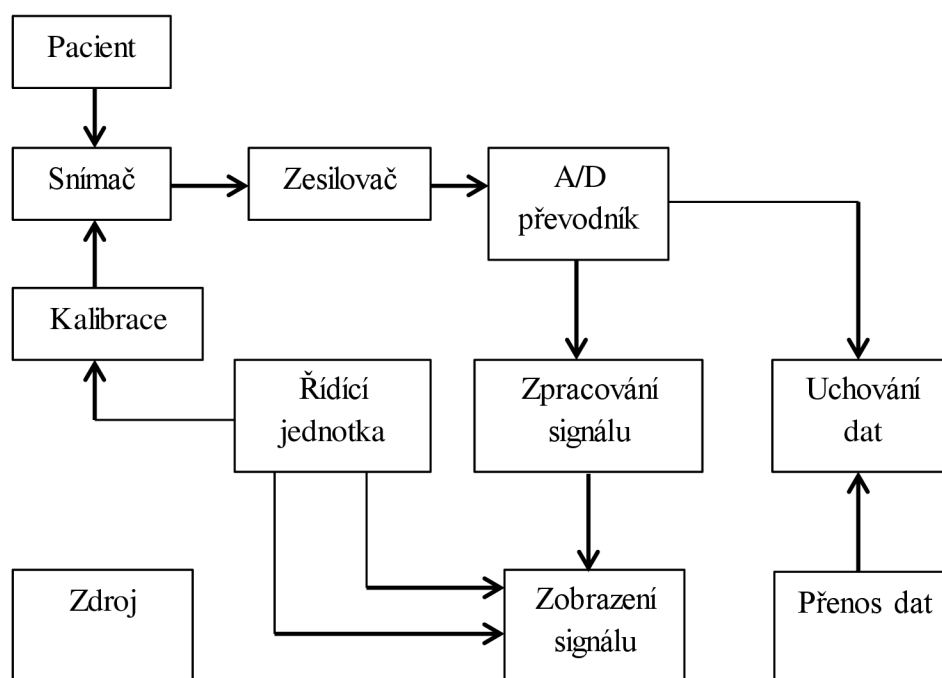 Pacient
Snímač
Zesilovač
A/D
převodník
Kalibrace
Řídící
jednotka
Zpracování
signálu
Uchování
dat
Zdroj
Zobrazení
signálu
Přenos dat